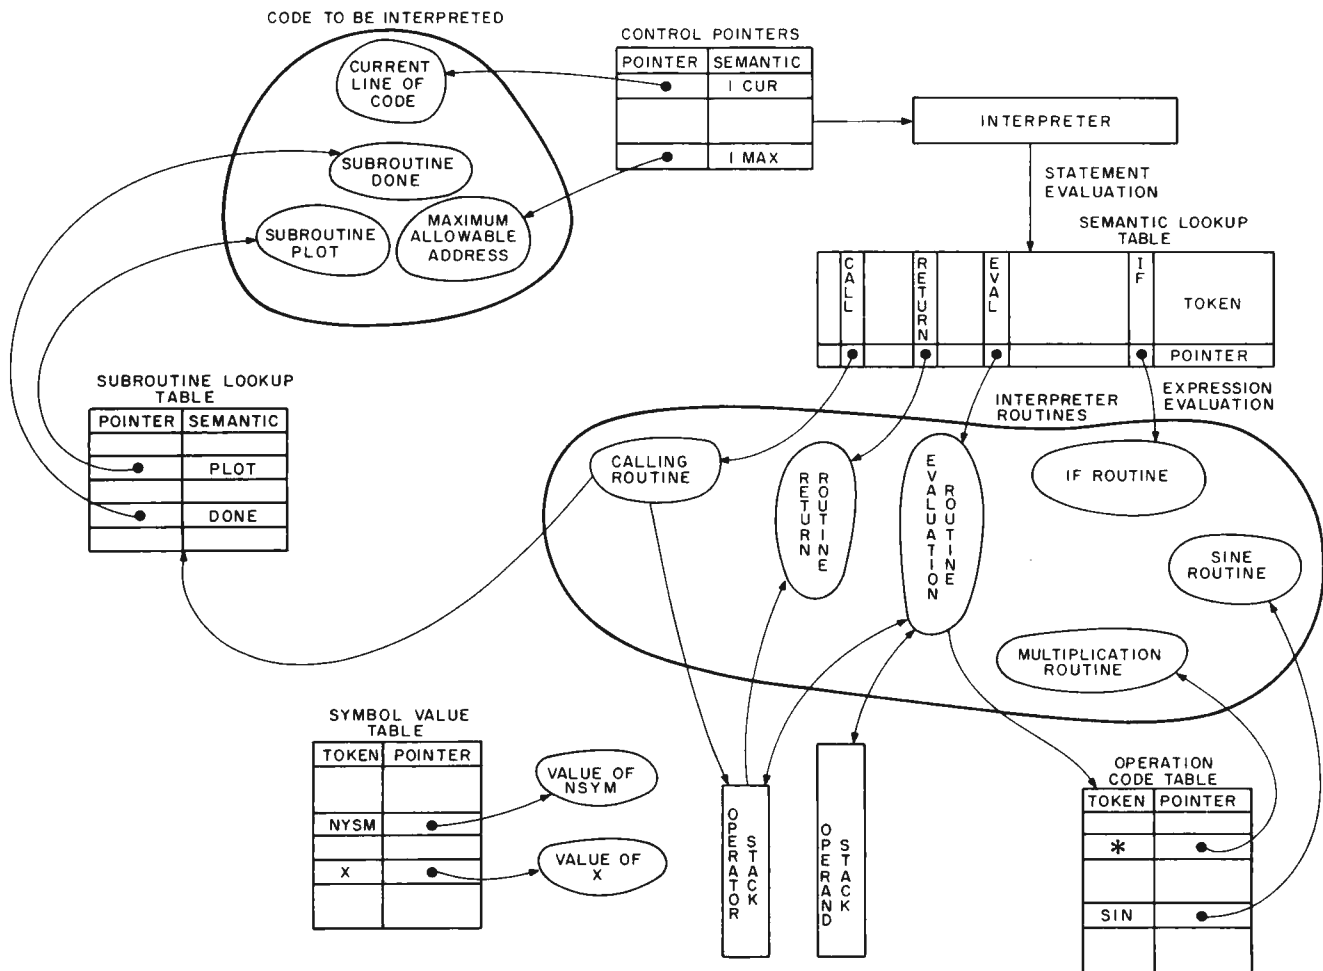 CODE TO BE INTERPRETED
CURRENT
LINE OF
CODE
SUBROUTINE
DONE
SUBROUTINE
PLOT
MAXIMUM
ALLOWABLE
ADDRESS
CONTROL POINTERS
POINTER SEMANTIC
I CUR
I MAX
INTERPRETER
STATEMENT
EVALUATION
SEMANTIC LOOKUP
TABLE
CALL
RETURN
EVAL
IF
TOKEN
POINTER
SUBROUTINE LOOKUP
TABLE
POINTER SEMANTIC
PLOT
DONE
INTERPRETER
ROUTINES
EXPRESSION
EVALUATION
CALLING
ROUTINE
RETURN
ROUTINE
EVALUATION
ROUTINE
IF ROUTINE
SINE
ROUTINE
MULTIPLICATION
ROUTINE
SYMBOL VALUE
TABLE
TOKEN POINTER
NYSM
X
VALUE OF
NSYM
VALUE OF
X
OPERATOR
STACK
OPERAND
STACK
OPERATION
CODE TABLE
TOKEN POINTER
*
SIN